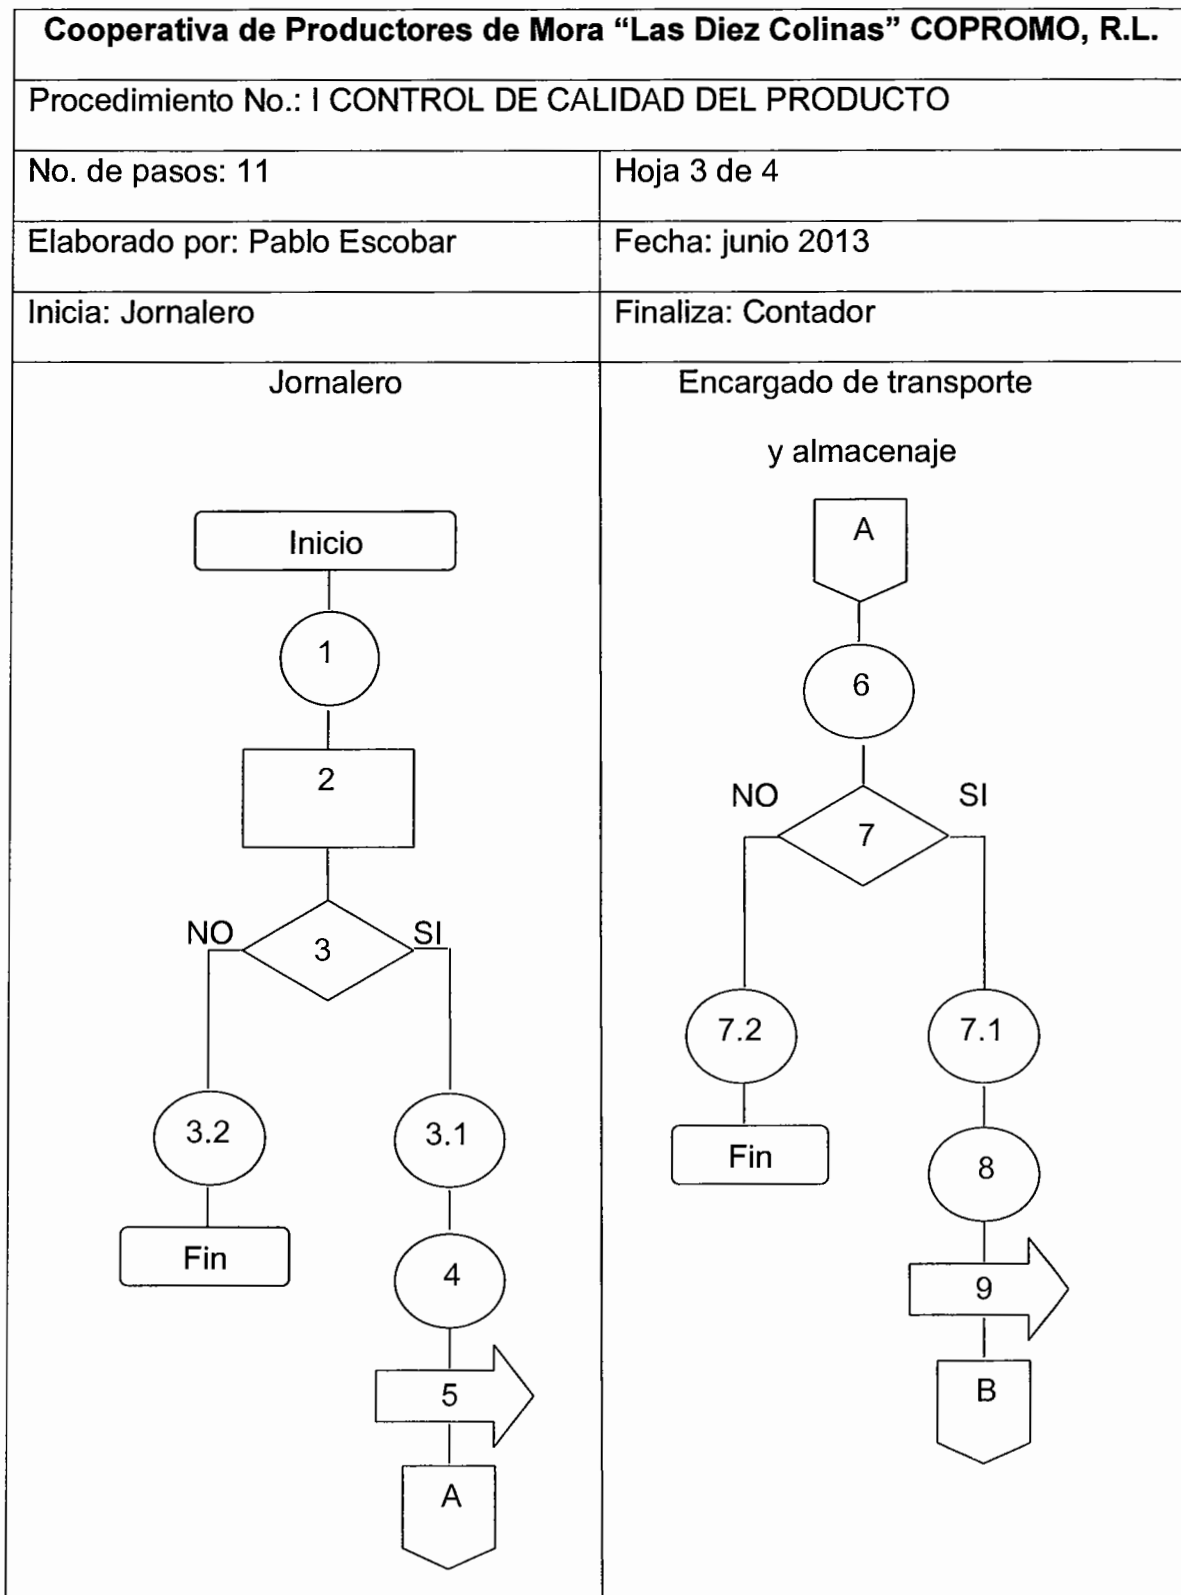 Cooperativa de Productores de Mora “Las Diez Colinas” COPROMO, R.L.
Procedimiento No.: I CONTROL DE CALIDAD DEL PRODUCTO
No. de pasos: 11
Hoja 3 de 4
Elaborado por: Pablo Escobar
Fecha: junio 2013
Inicia: Jornalero
Finaliza: Contador
Jornalero
Inicio
1
2
NO
3
SI
3.2
3.1
Fin
4
5
A
Encargado de transporte
y almacenaje
A
6
NO
7
SI
7.2
7.1
Fin
8
9
B